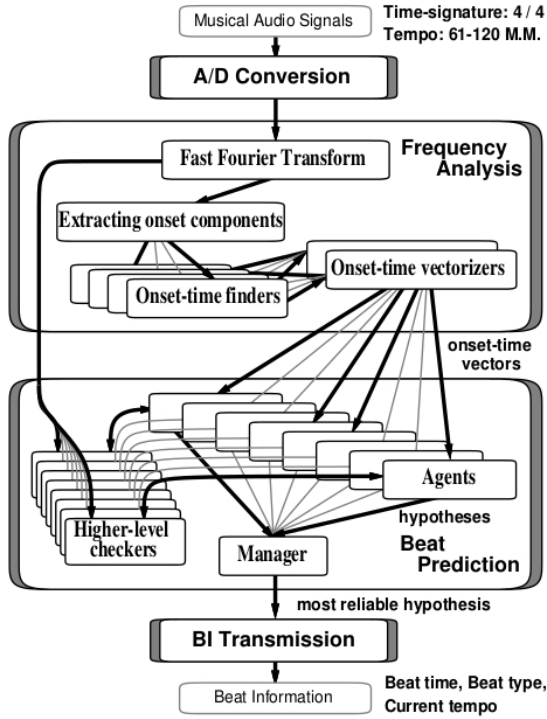 Musical Audio Signals
Time-signature: 4 / 4
Tempo: 61-120 M.M.
A/D Conversion
Fast Fourier Transform
Frequency
Analysis
Extracting onset components
Onset-time finders
Onset-time vectorizers
onset-time
vectors
Agents
Higher-level
checkers
hypotheses
Manager
Beat
Prediction
most reliable hypothesis
BI Transmission
Beat Information
Beat time, Beat type,
Current tempo